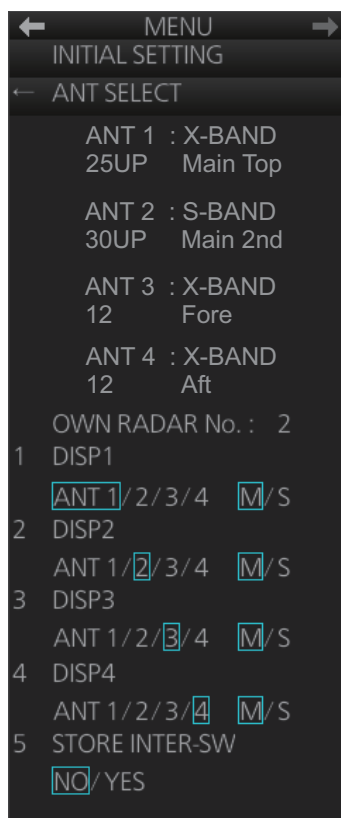 ← MENU →
INITIAL SETTING
← ANT SELECT
ANT 1 : X-BAND
25UP Main Top
ANT 2 : S-BAND
30UP Main 2nd
ANT 3 : X-BAND
12 Fore
ANT 4 : X-BAND
12 Aft
OWN RADAR No. : 2
1 DISP1
ANT 1/2/3/4 M/S
2 DISP2
ANT 1/2/3/4 M/S
3 DISP3
ANT 1/2/3/4 M/S
4 DISP4
ANT 1/2/3/4 M/S
5 STORE INTER-SW
NO/YES